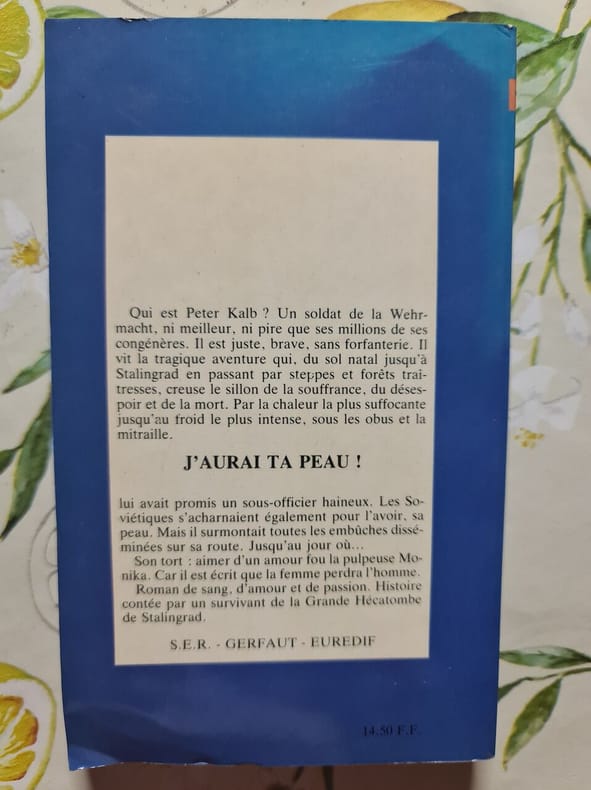 Qui est Peter Kalb ? Un soldat de la Wehr-
macht, ni meilleur, ni pire que ses millions de ses
congénères. Il est juste, brave, sans forfanterie. Il
vit la tragique aventure qui, du sol natal jusqu'à
Stalingrad en passant par steppes et forêts traî-
tresses, creuse le sillon de la souffrance, du déses-
poir et de la mort. Par la chaleur la plus suffocante
jusqu'au froid le plus intense, sous les obus et la
mitraille.
J'AURAI TA PEAU !
lui avait promis un sous-officier haineux. Les So-
viétiques s'acharnaient également pour l'avoir, sa
peau. Mais il surmontait toutes les embûches dissé-
minées sur sa route. Jusqu'au jour où...
Son tort : aimer d'un amour fou la pulpeuse Mo-
nika. Car il est écrit que la femme perdra l'homme.
Roman de sang, d'amour et de passion. Histoire
contée par un survivant de la Grande Hécatombe
de Stalingrad.
S.E.R. - GERFAUT - EUREDIF
14,50 F.F.